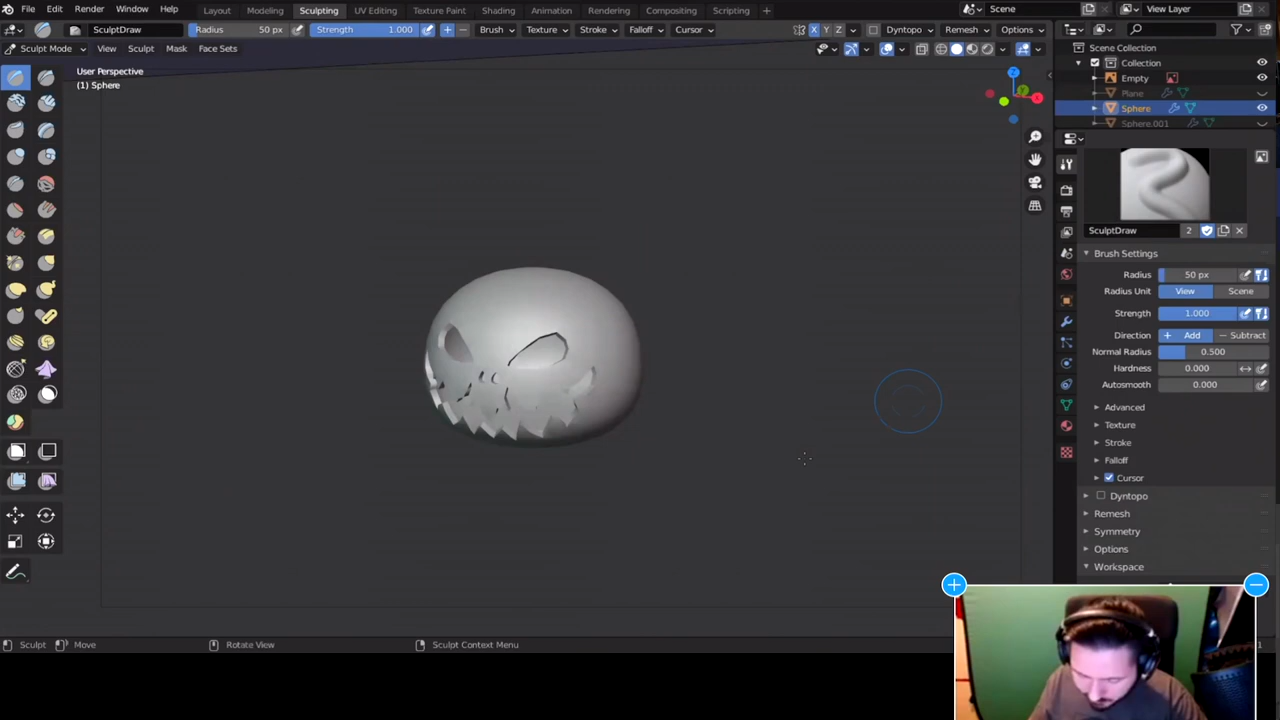 File Edit Render Window Help Layout Modeling Sculpting UV Editing Texture Paint Shading Animation Rendering Compositing Scripting + Scene View Layer
SculptDraw Radius 50 px Strength 1.000 + − Brush Texture Stroke Falloff Cursor X Y Z Dyntopo Remesh Options
Sculpt Mode View Sculpt Mask Face Sets
Scene Collection
Collection
User Perspective
(1) Sphere
Empty
Plane
Sphere
Sphere.001
Z
X
SculptDraw 2
Brush Settings
Radius 50 px
Radius Unit View Scene
Strength 1.000
Direction + Add − Subtract
Normal Radius 0.500
Hardness 0.000
Autosmooth 0.000
Advanced
Texture
Stroke
Falloff
Cursor
Dyntopo
Remesh
Symmetry
Options
Workspace
Sculpt Move Rotate View Sculpt Context Menu